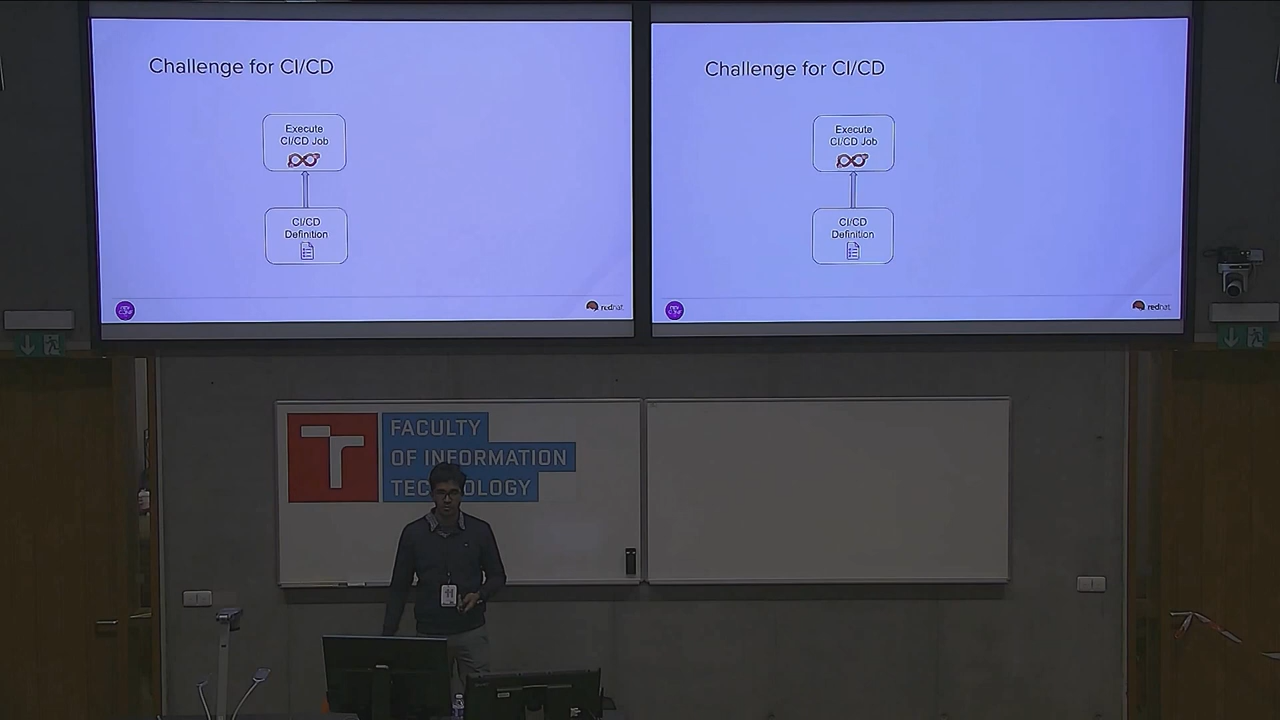 Challenge for CI/CD
Execute
CI/CD Job
CI/CD
Definition
redhat
Challenge for CI/CD
Execute
CI/CD Job
CI/CD
Definition
redhat
T
FACULTY
OF INFORMATION
TECHNOLOGY